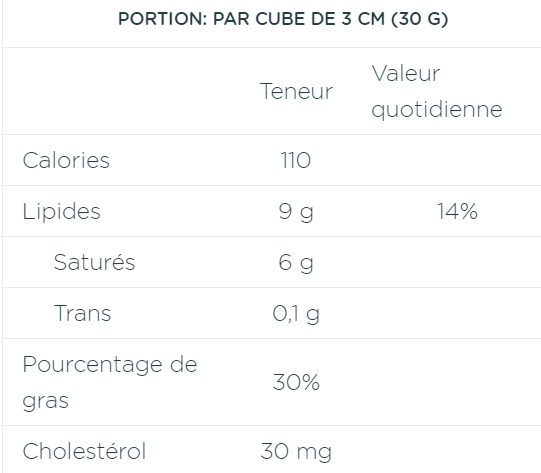 PORTION: PAR CUBE DE 3 CM (30 G)
Teneur Valeur
quotidienne
Calories 110
Lipides 9 g 14%
Saturés 6 g
Trans 0,1 g
Pourcentage de
gras 30%
Cholestérol 30 mg